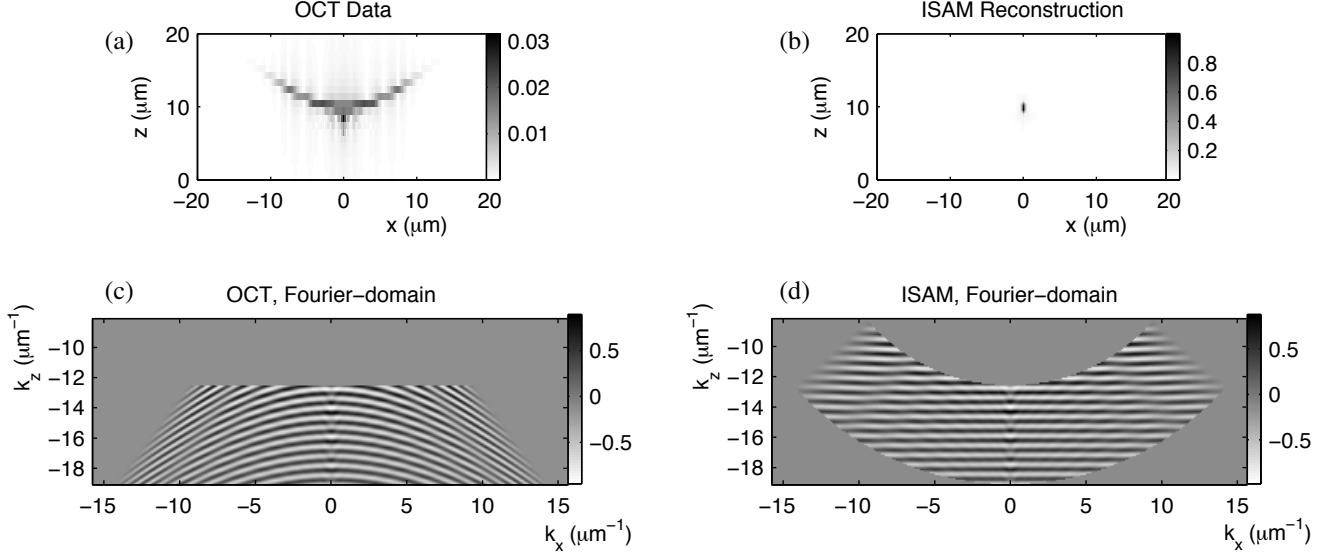 OCT Data
(a)
20
10
0
z (μm)
−20 −10 0 10 20
x (μm)
0.03
0.02
0.01
ISAM Reconstruction
(b)
20
10
0
z (μm)
−20 −10 0 10 20
x (μm)
0.8
0.6
0.4
0.2
(c)
OCT, Fourier−domain
k_z (μm⁻¹)
−10
−12
−14
−16
−18
−15 −10 −5 0 5 10 15
k_x (μm⁻¹)
0.5
0
−0.5
(d)
ISAM, Fourier−domain
k_z (μm⁻¹)
−10
−12
−14
−16
−18
−15 −10 −5 0 5 10 15
k_x (μm⁻¹)
0.5
0
−0.5